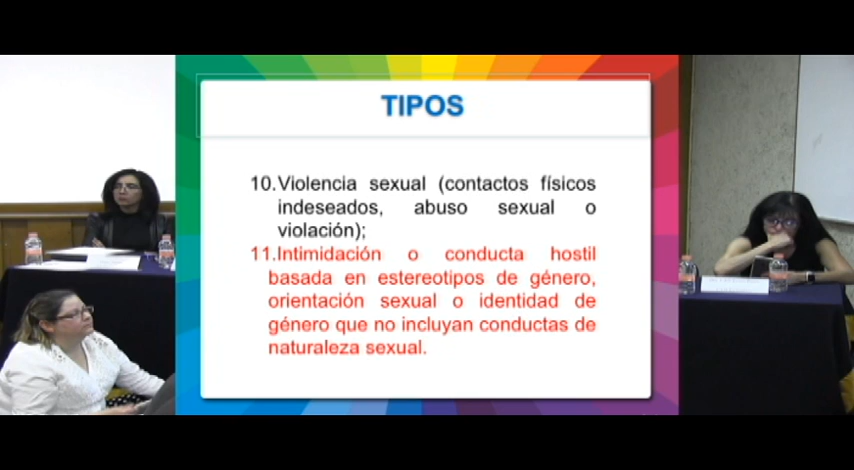 TIPOS
10.Violencia sexual (contactos físicos
indeseados, abuso sexual o
violación);
11.Intimidación o conducta hostil
basada en estereotipos de género,
orientación sexual o identidad de
género que no incluyan conductas de
naturaleza sexual.